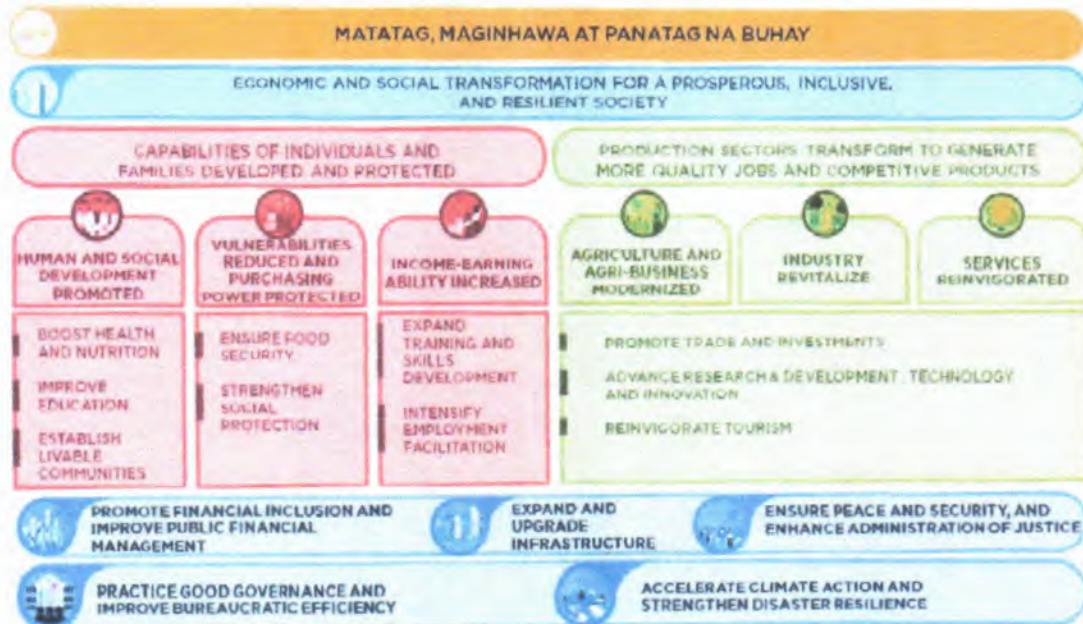 MATATAG, MAGINHAWA AT PANATAG NA BUHAY
ECONOMIC AND SOCIAL TRANSFORMATION FOR A PROSPEROUS, INCLUSIVE,
AND RESILIENT SOCIETY
CAPABILITIES OF INDIVIDUALS AND
FAMILIES DEVELOPED AND PROTECTED
PRODUCTION SECTORS TRANSFORM TO GENERATE
MORE QUALITY JOBS AND COMPETITIVE PRODUCTS
HUMAN AND SOCIAL
DEVELOPMENT
PROMOTED
VULNERABILITIES
REDUCED AND
PURCHASING
POWER PROTECTED
INCOME-EARNING
ABILITY INCREASED
AGRICULTURE AND
AGRI-BUSINESS
MODERNIZED
INDUSTRY
REVITALIZE
SERVICES
REINVIGORATED
BOOST HEALTH
AND NUTRITION
IMPROVE
EDUCATION
ESTABLISH
LIVABLE
COMMUNITIES
ENSURE FOOD
SECURITY
STRENGTHEN
SOCIAL
PROTECTION
EXPAND
TRAINING AND
SKILLS
DEVELOPMENT
INTENSIFY
EMPLOYMENT
FACILITATION
PROMOTE TRADE AND INVESTMENTS
ADVANCE RESEARCH & DEVELOPMENT, TECHNOLOGY
AND INNOVATION
REINVIGORATE TOURISM
PROMOTE FINANCIAL INCLUSION AND
IMPROVE PUBLIC FINANCIAL
MANAGEMENT
EXPAND AND
UPGRADE
INFRASTRUCTURE
ENSURE PEACE AND SECURITY, AND
ENHANCE ADMINISTRATION OF JUSTICE
PRACTICE GOOD GOVERNANCE AND
IMPROVE BUREAUCRATIC EFFICIENCY
ACCELERATE CLIMATE ACTION AND
STRENGTHEN DISASTER RESILIENCE